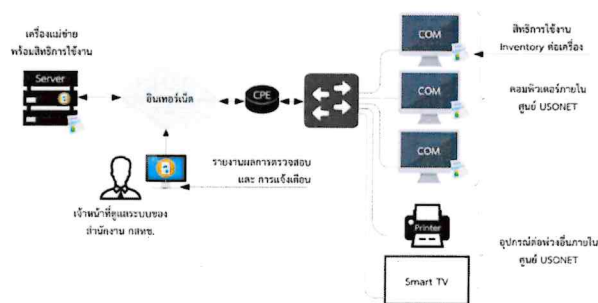 เครื่องแม่ข่าย
พร้อมสิทธิการใช้งาน
Server
อินเทอร์เน็ต
CPE
COM
COM
COM
สิทธิการใช้งาน
Inventory ต่อเครื่อง
คอมพิวเตอร์ภายใน
ศูนย์ USONET
รายงานผลการตรวจสอบ
และ การแจ้งเตือน
เจ้าหน้าที่ดูแลระบบของ
สำนักงาน กสทช.
Printer
Smart TV
อุปกรณ์ต่อพ่วงอื่นภายใน
ศูนย์ USONET